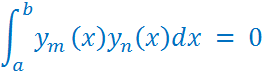 ∫_a^b y_m (x)y_n(x)dx = 0